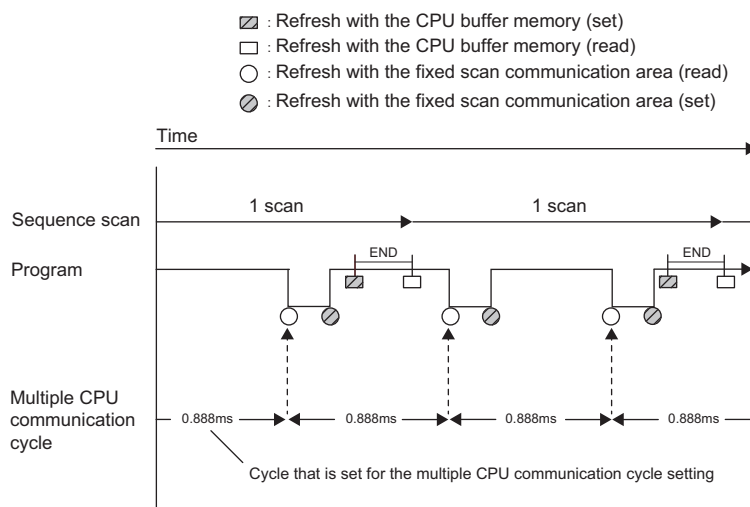 : Refresh with the CPU buffer memory (set)
: Refresh with the CPU buffer memory (read)
: Refresh with the fixed scan communication area (read)
: Refresh with the fixed scan communication area (set)
Time
Sequence scan
1 scan
1 scan
Program
END
END
Multiple CPU
communication
cycle
0.888ms
0.888ms
0.888ms
0.888ms
Cycle that is set for the multiple CPU communication cycle setting